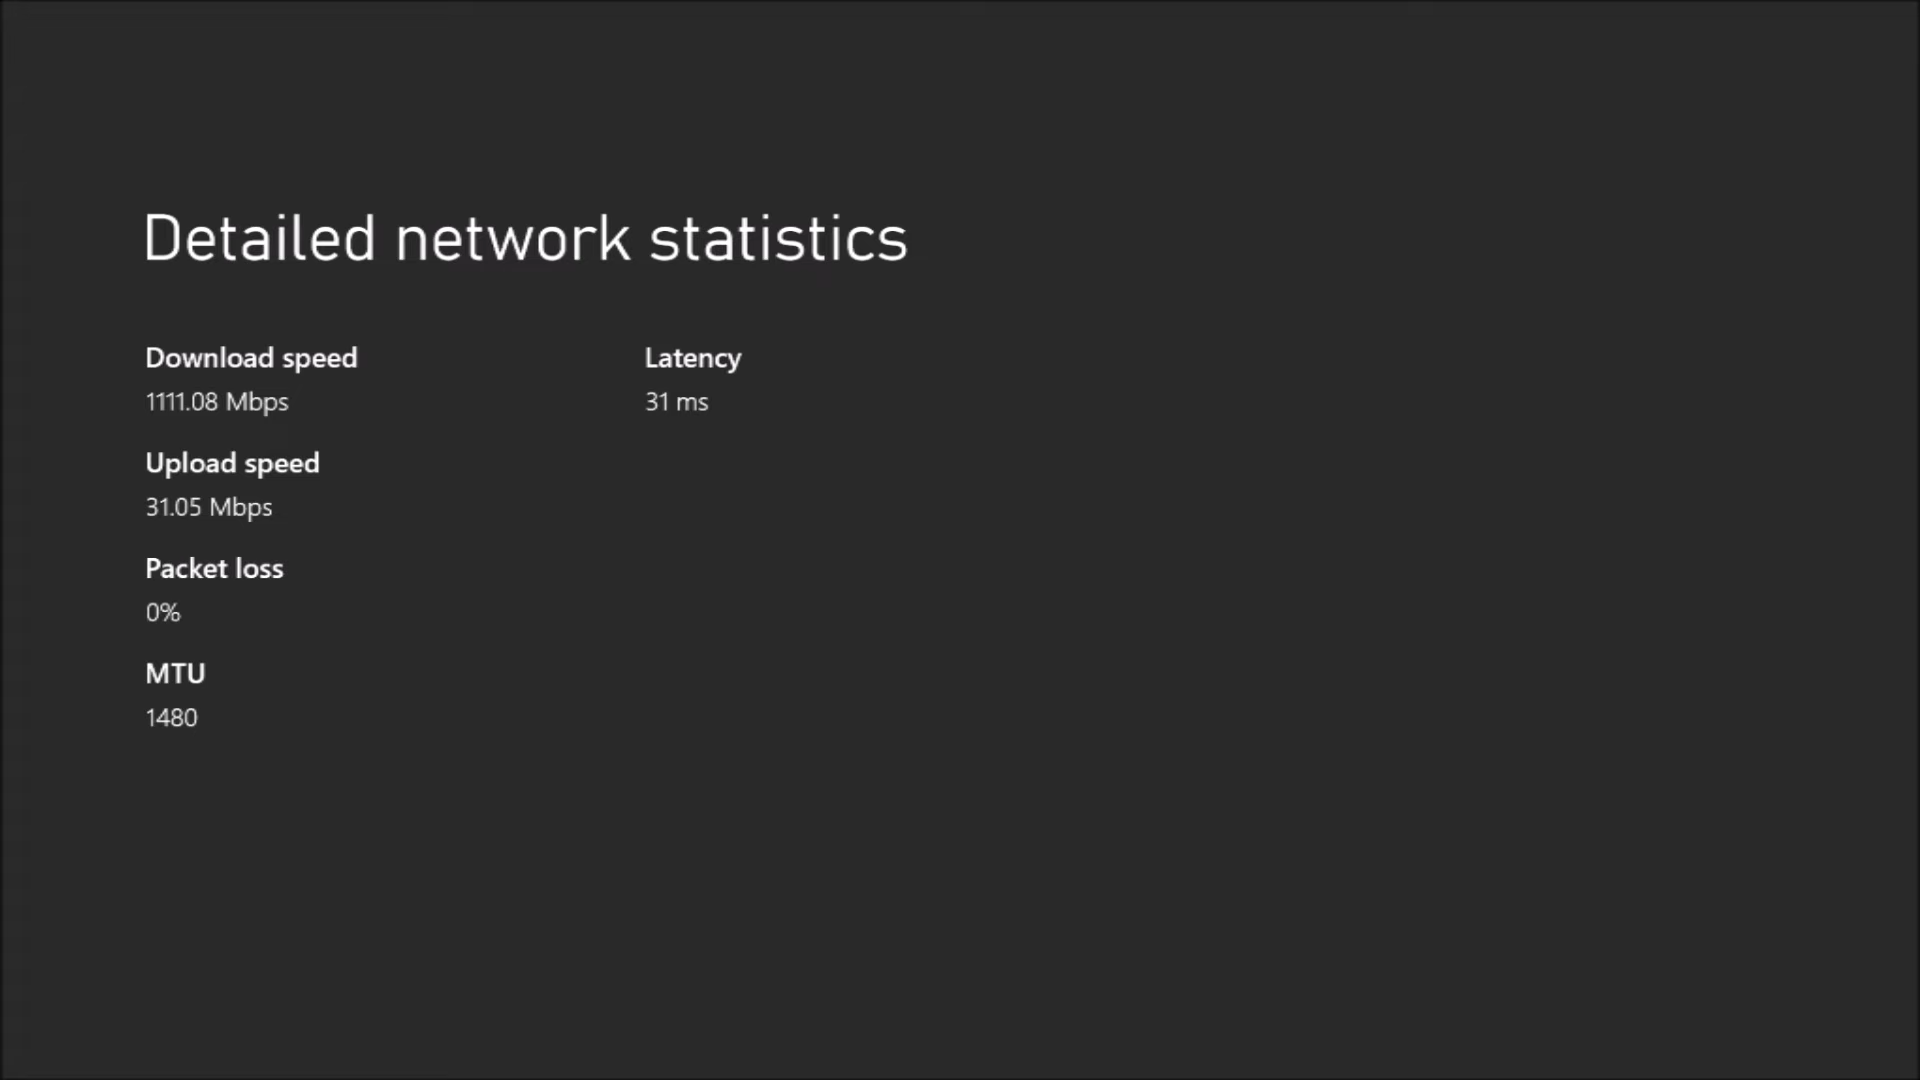 Detailed network statistics
Download speed
1111.08 Mbps
Upload speed
31.05 Mbps
Packet loss
0%
MTU
1480
Latency
31 ms